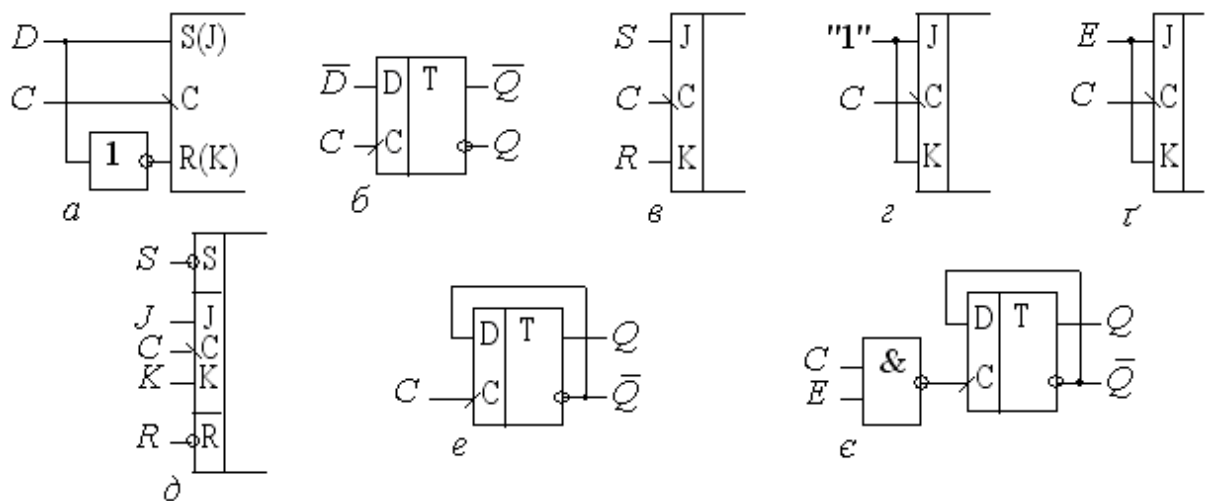 D S(J)
C C
1 R(K)
а
D̅ D T Q̅
C C Q
б
S J
C C
R K
в
"1" J
C C
K
г
E J
C C
K
ґ
S S
J J
C C
K K
R R
д
D T Q
C C Q̅
е
C & D T Q
E C Q̅
є